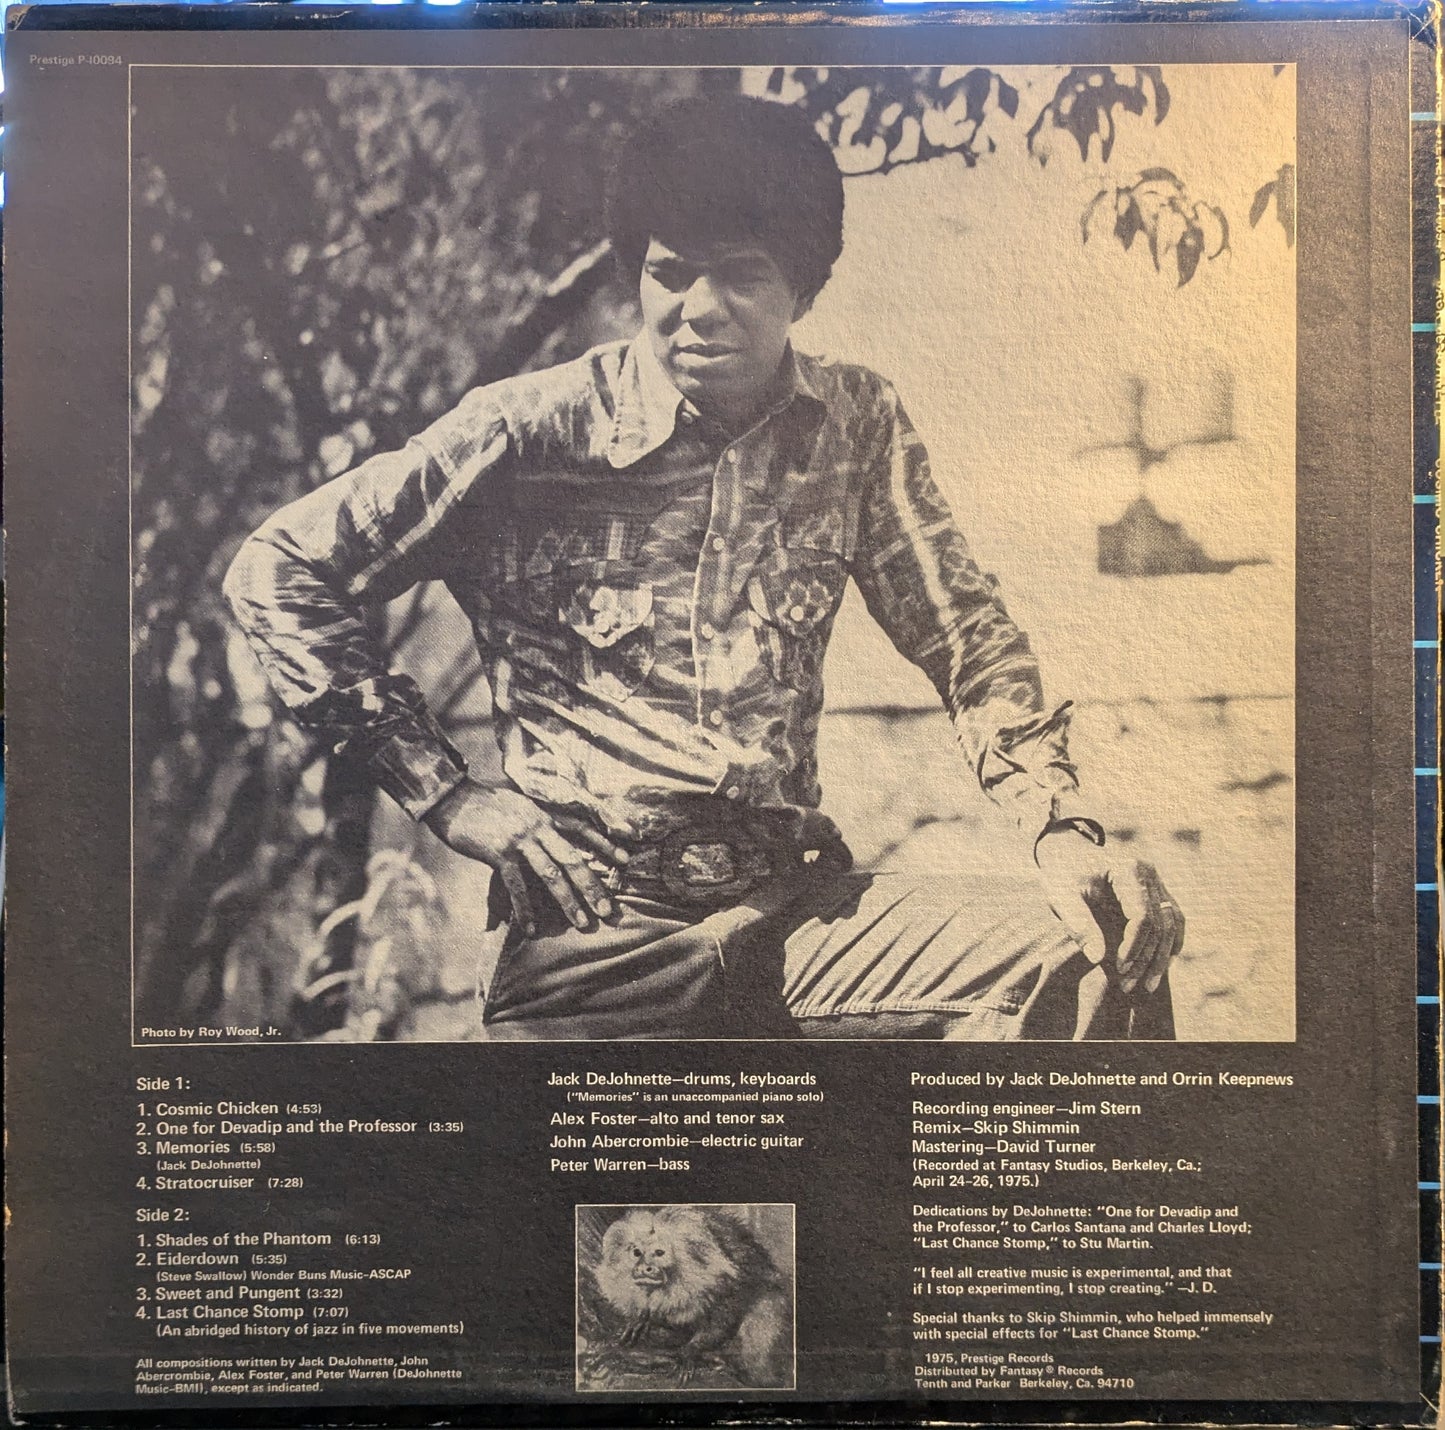 Prestige P-10094
Photo by Roy Wood, Jr.
Side 1:
1. Cosmic Chicken (4:53)
2. One for Devadip and the Professor (3:35)
3. Memories (5:58)
(Jack DeJohnette)
4. Stratocruiser (7:28)
Side 2:
1. Shades of the Phantom (6:13)
2. Eiderdown (5:35)
(Steve Swallow) Wonder Buns Music–ASCAP
3. Sweet and Pungent (3:32)
4. Last Chance Stomp (7:07)
(An abridged history of jazz in five movements)
All compositions written by Jack DeJohnette, John
Abercrombie, Alex Foster, and Peter Warren (DeJohnette
Music–BMI), except as indicated.
Jack DeJohnette—drums, keyboards
("Memories" is an unaccompanied piano solo)
Alex Foster—alto and tenor sax
John Abercrombie—electric guitar
Peter Warren—bass
Produced by Jack DeJohnette and Orrin Keepnews
Recording engineer—Jim Stern
Remix—Skip Shimmin
Mastering—David Turner
(Recorded at Fantasy Studios, Berkeley, Ca.;
April 24–26, 1975.)
Dedications by DeJohnette: "One for Devadip and
the Professor," to Carlos Santana and Charles Lloyd;
"Last Chance Stomp," to Stu Martin.
"I feel all creative music is experimental, and that
if I stop experimenting, I stop creating." —J. D.
Special thanks to Skip Shimmin, who helped immensely
with special effects for "Last Chance Stomp."
1975, Prestige Records
Distributed by Fantasy® Records
Tenth and Parker Berkeley, Ca. 94710
JACK DEJOHNETTE COSMIC CHICKEN